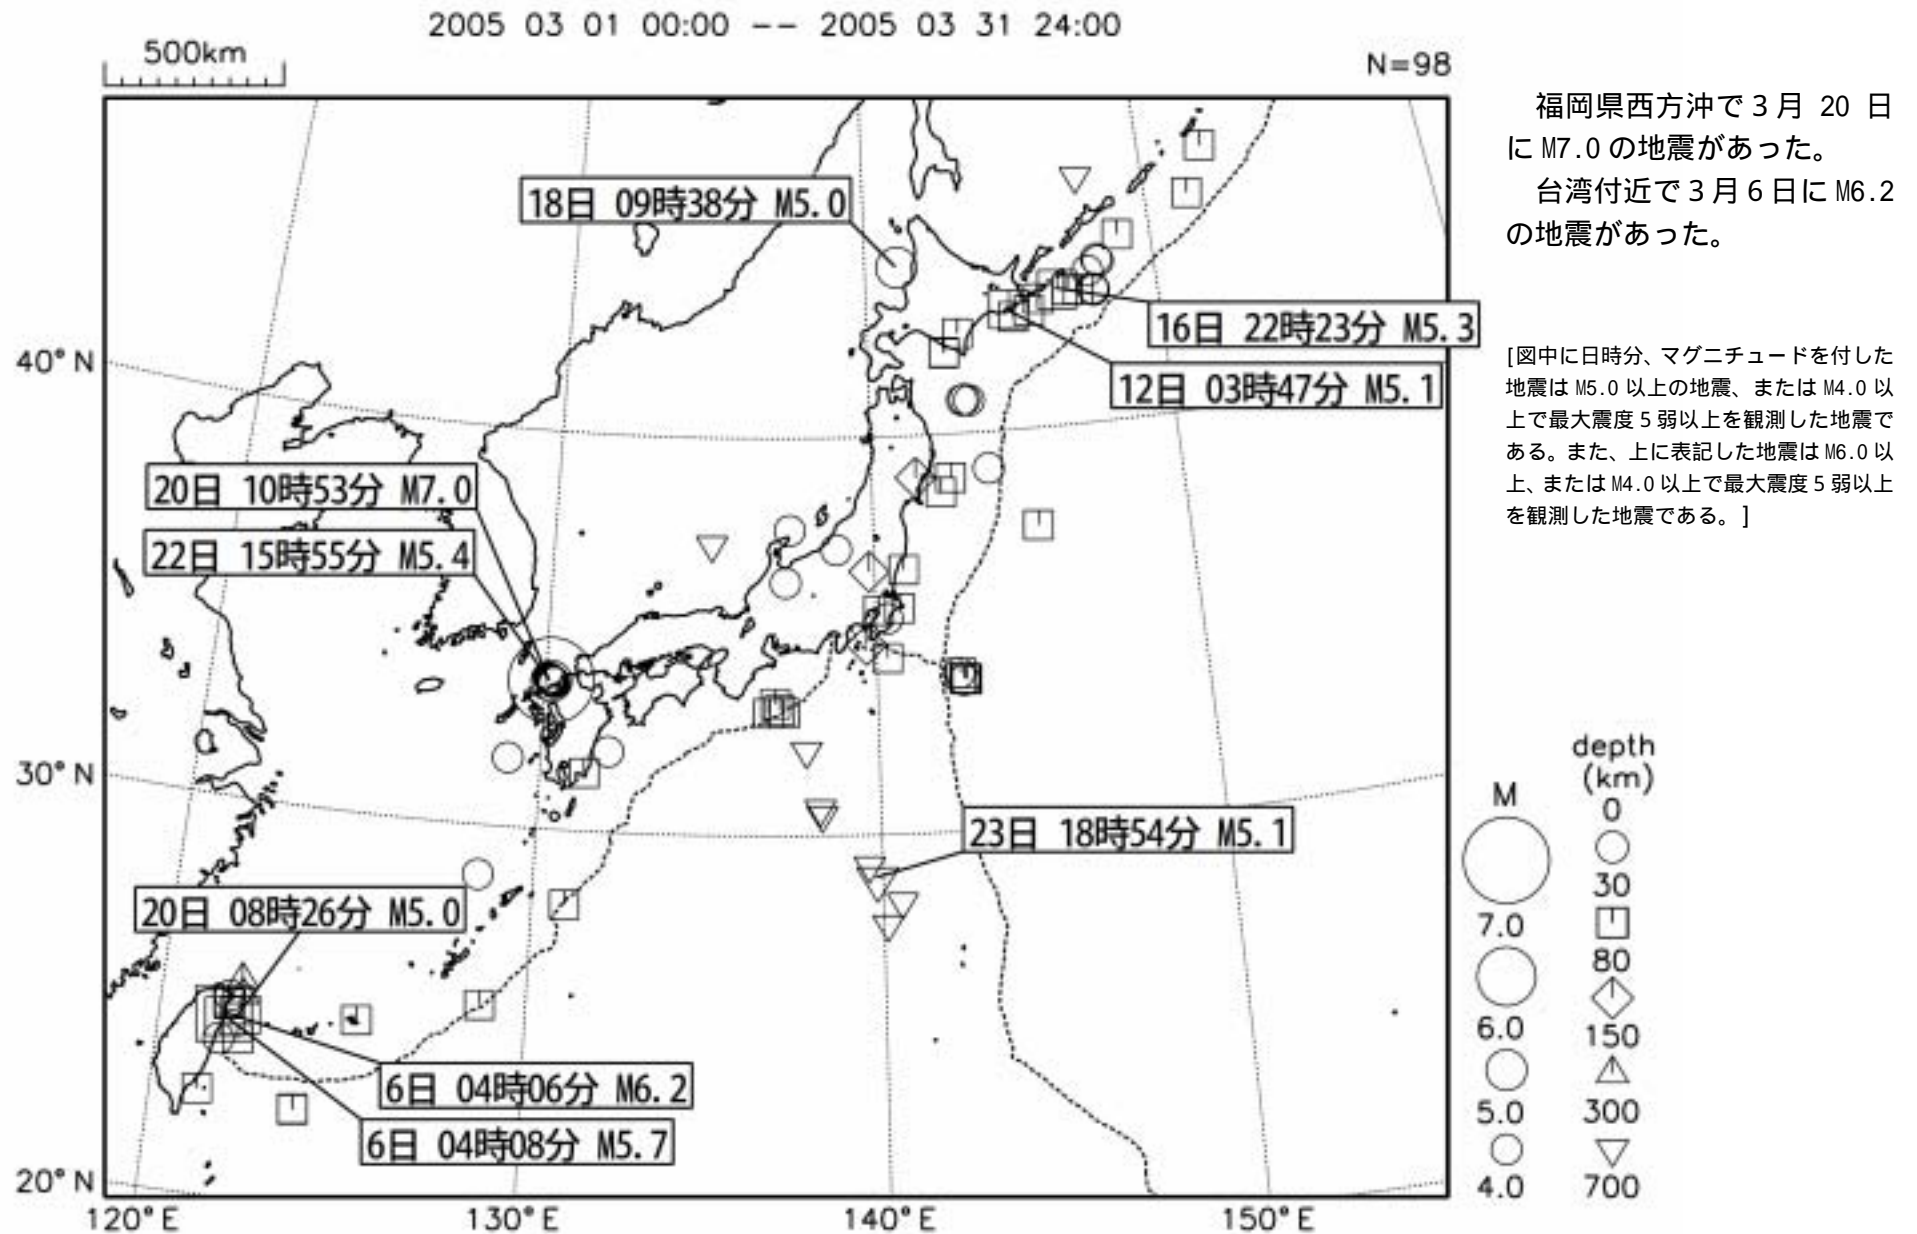 2005 03 01 00:00 -- 2005 03 31 24:00
500km
N=98
福岡県西方沖で3月 20 日
に M7.0 の地震があった。
台湾付近で3月6日に M6.2
の地震があった。
[図中に日時分、マグニチュードを付した
地震は M5.0 以上の地震、または M4.0 以
上で最大震度5弱以上を観測した地震で
ある。また、上に表記した地震は M6.0 以
上、または M4.0 以上で最大震度5弱以上
を観測した地震である。]
18日 09時38分 M5.0
16日 22時23分 M5.3
12日 03時47分 M5.1
20日 10時53分 M7.0
22日 15時55分 M5.4
23日 18時54分 M5.1
20日 08時26分 M5.0
6日 04時06分 M6.2
6日 04時08分 M5.7
40°N
30°N
20°N
120°E
130°E
140°E
150°E
M
7.0
6.0
5.0
4.0
depth
(km)
0
30
80
150
300
700